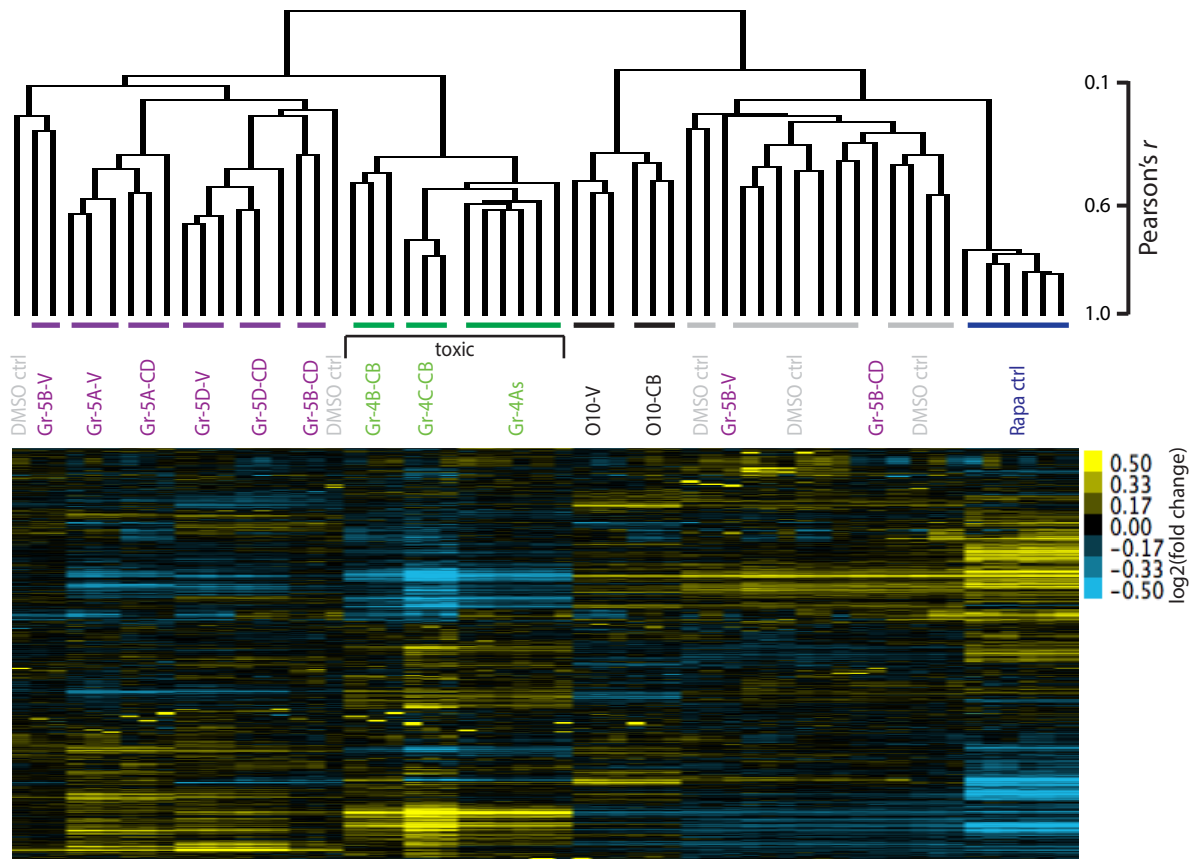 0.1
0.6
1.0
Pearson's r
toxic
DMSO ctrl
Gr-5B-V
Gr-5A-V
Gr-5A-CD
Gr-5D-V
Gr-5D-CD
Gr-5B-CD
DMSO ctrl
Gr-4B-CB
Gr-4C-CB
Gr-4As
O10-V
O10-CB
DMSO ctrl
Gr-5B-V
DMSO ctrl
Gr-5B-CD
DMSO ctrl
Rapa ctrl
0.50
0.33
0.17
0.00
−0.17
−0.33
−0.50
log2(fold change)